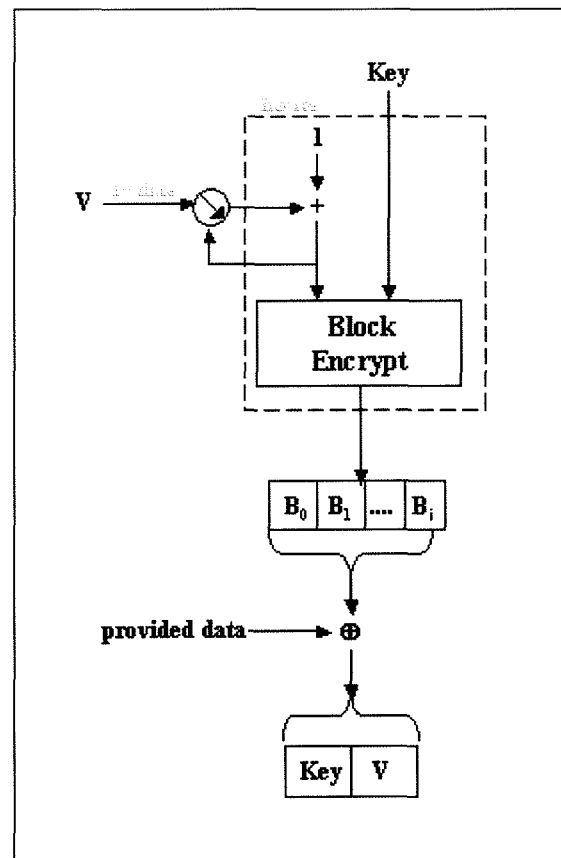 Key
1
V
+
Block
Encrypt
B₀ B₁ .... Bᵢ
provided data
⊕
Key V